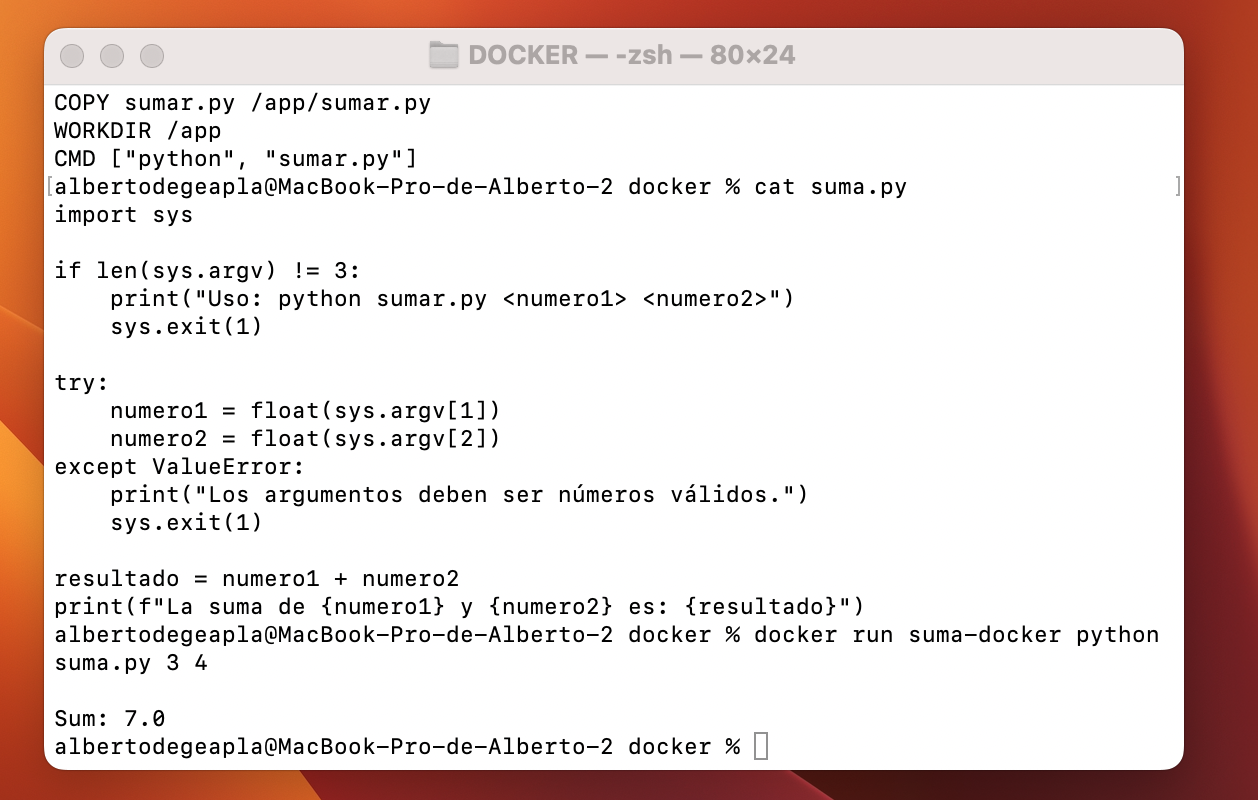 DOCKER — -zsh — 80×24
COPY sumar.py /app/sumar.py
WORKDIR /app
CMD ["python", "sumar.py"]
[albertodegeapla@MacBook-Pro-de-Alberto-2 docker % cat suma.py ]
import sys

if len(sys.argv) != 3:
    print("Uso: python sumar.py <numero1> <numero2>")
    sys.exit(1)

try:
    numero1 = float(sys.argv[1])
    numero2 = float(sys.argv[2])
except ValueError:
    print("Los argumentos deben ser números válidos.")
    sys.exit(1)

resultado = numero1 + numero2
print(f"La suma de {numero1} y {numero2} es: {resultado}")
albertodegeapla@MacBook-Pro-de-Alberto-2 docker % docker run suma-docker python
suma.py 3 4

Sum: 7.0
albertodegeapla@MacBook-Pro-de-Alberto-2 docker %